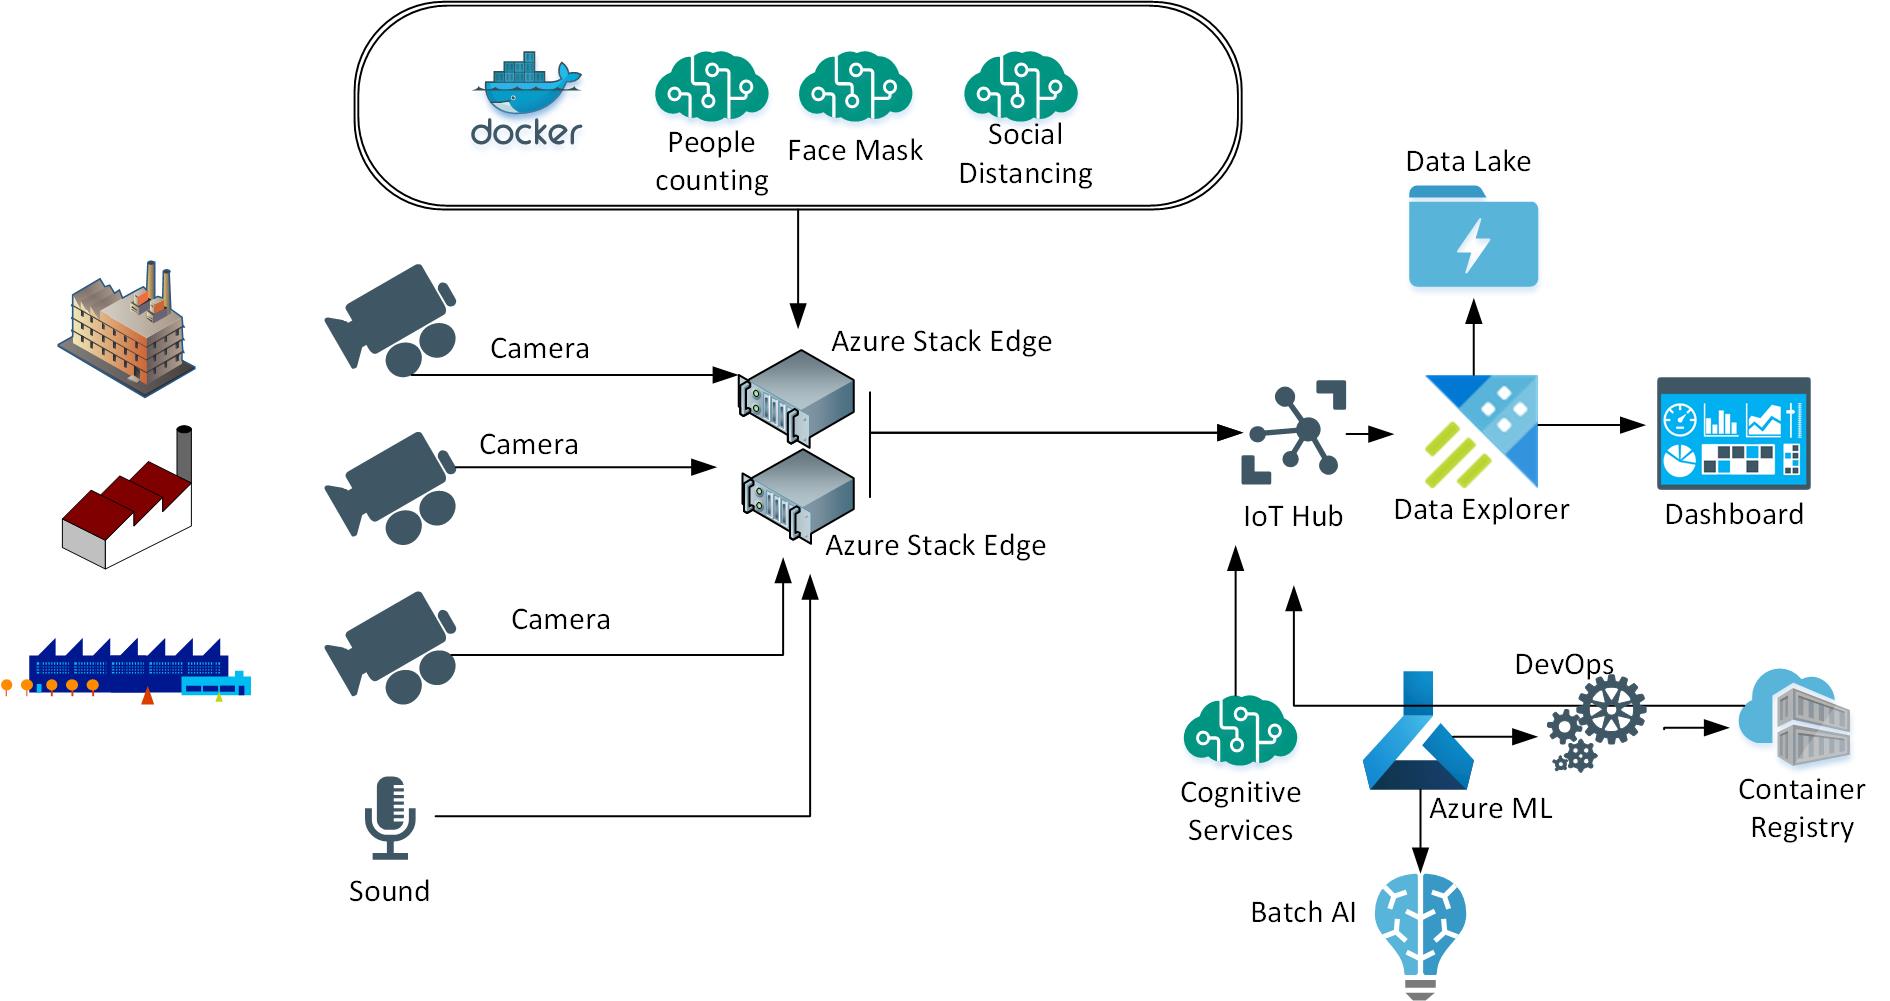 docker
People
counting
Face Mask
Social
Distancing
Data Lake
Camera
Azure Stack Edge
Camera
Azure Stack Edge
IoT Hub
Data Explorer
Dashboard
Camera
DevOps
Cognitive
Services
Azure ML
Container
Registry
Sound
Batch AI